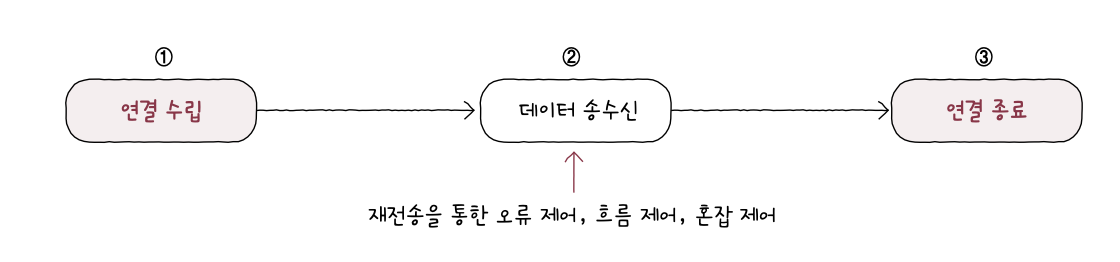 ① ② ③
연결 수립 데이터 송수신 연결 종료
재전송을 통한 오류 제어, 흐름 제어, 혼잡 제어